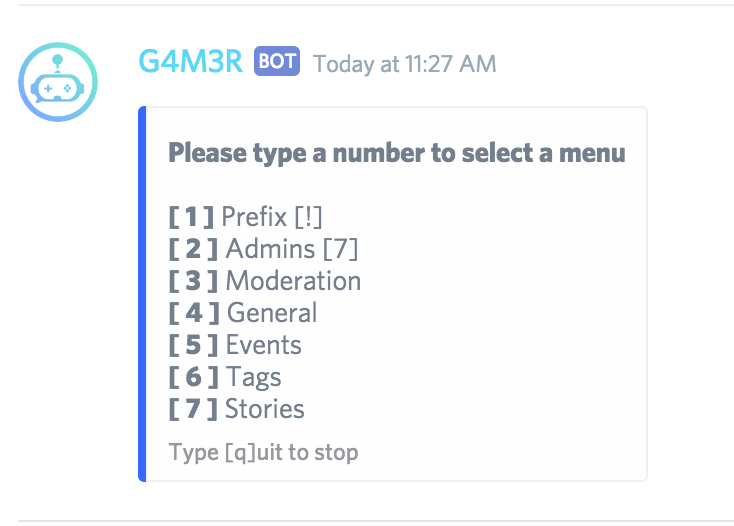 G4M3R BOT Today at 11:27 AM
Please type a number to select a menu
[ 1 ] Prefix [!]
[ 2 ] Admins [7]
[ 3 ] Moderation
[ 4 ] General
[ 5 ] Events
[ 6 ] Tags
[ 7 ] Stories
Type [q]uit to stop